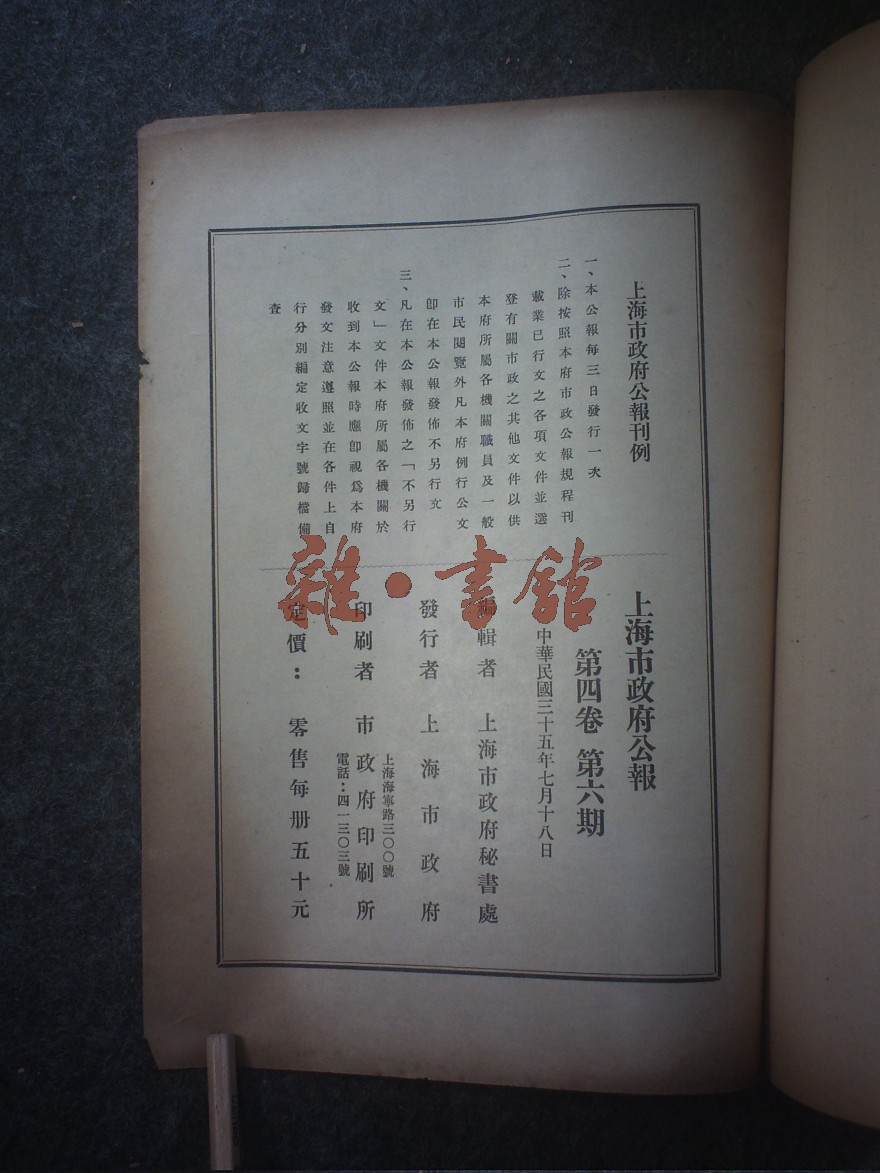 上海市政府公報刊例
一、本公報每三日發行一次
二、除按照本府市政公報規程刊
載業已行文之各項文件並選
登有關市政之其他文件以供
本府所屬各機關職員及一般
市民閱覽外凡本府例行公文
卽在本公報發佈不另行文
三、凡在本公報發佈之「不另行
文」文件本府所屬各機關於
收到本公報時應卽視爲本府
發文注意遵照並在各件上自
行分別編定收文字號歸檔備
查
上海市政府公報
第四卷 第六期
中華民國三十五年七月十八日
編輯者 上海市政府秘書處
發行者 上海市政府
印刷者 市政府印刷所
上海海寧路三〇〇號
電話：四一三〇三號
定價： 零售每册五十元
雜·書館